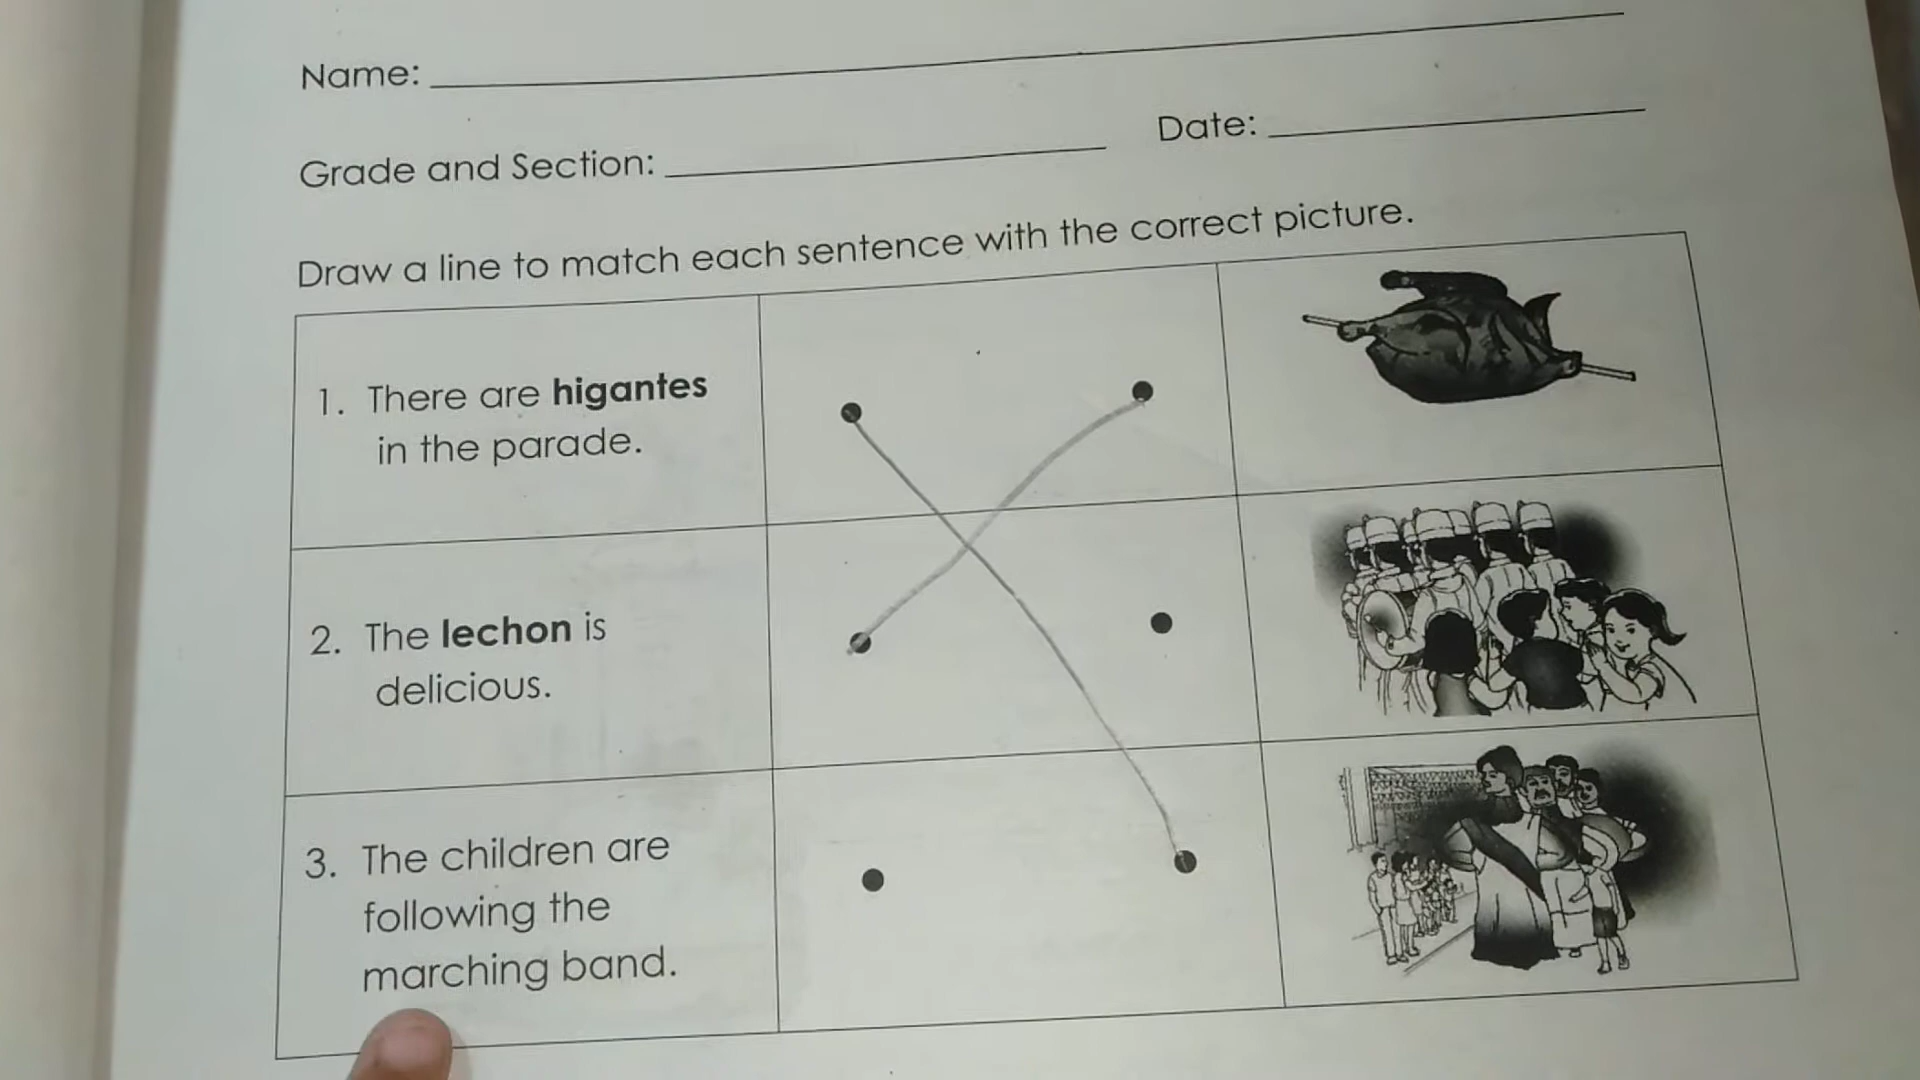 Name:
Grade and Section:
Date:
Draw a line to match each sentence with the correct picture.
1. There are higantes
in the parade.
2. The lechon is
delicious.
3. The children are
following the
marching band.